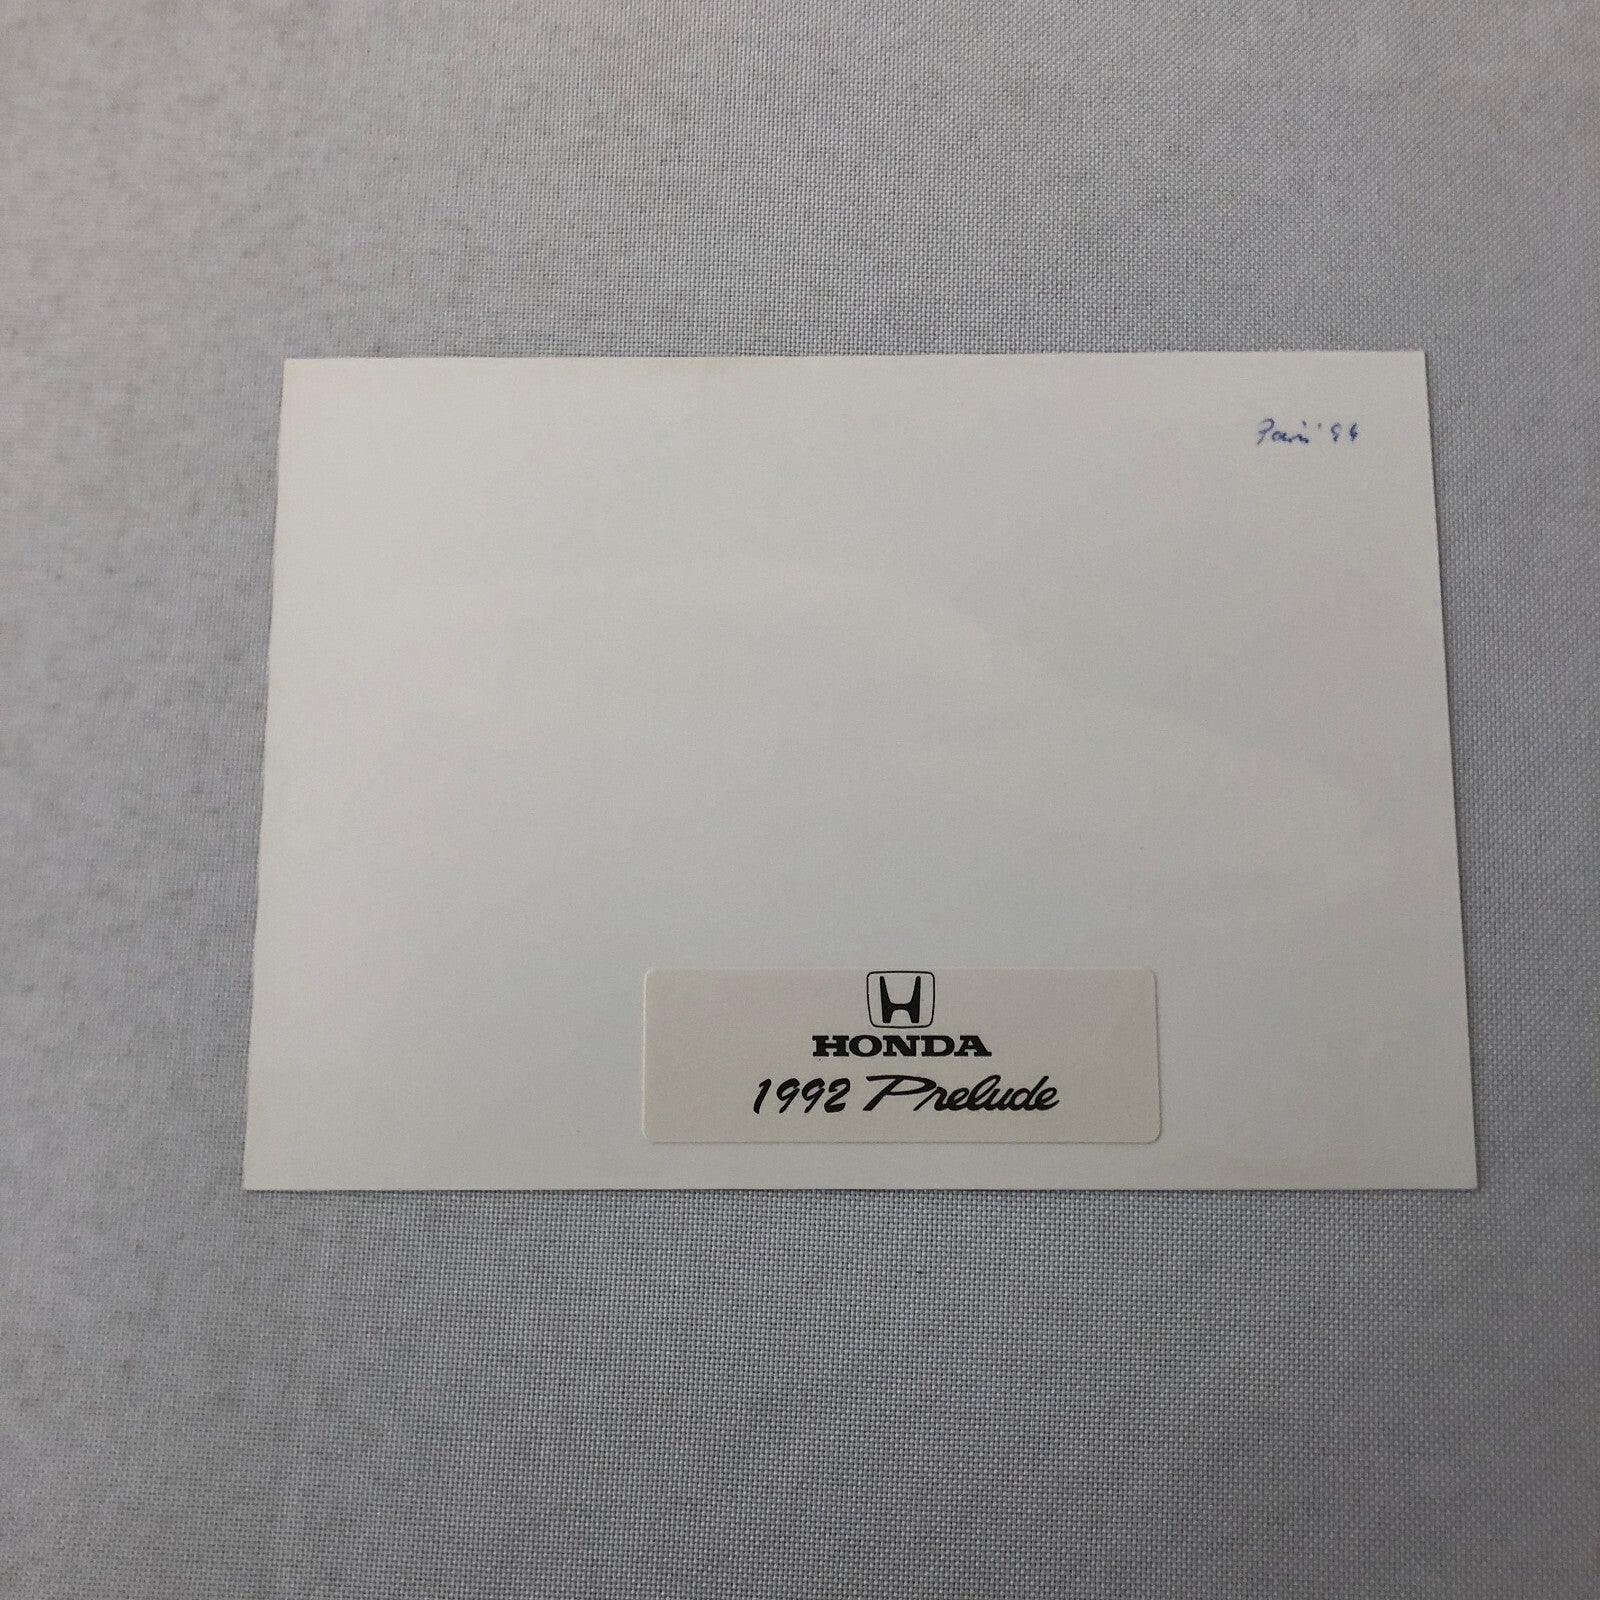 Paris '94
HONDA
1992 Prelude